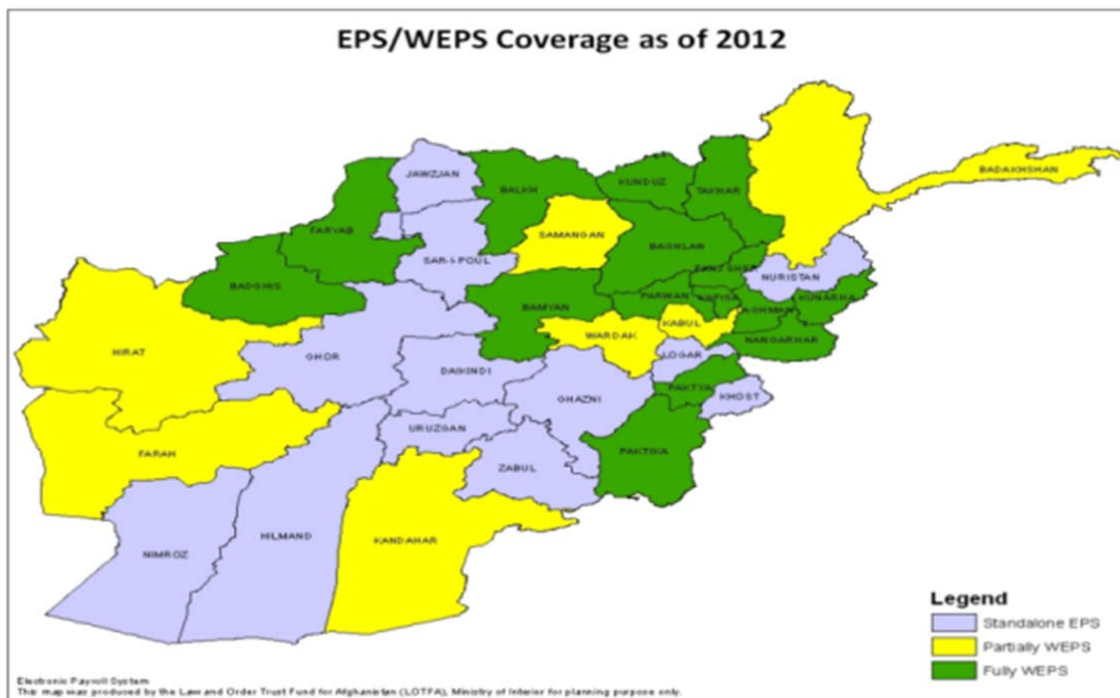 EPS/WEPS Coverage as of 2012
JAWZJAN
BALKH
KUNDUZ
TAKHAR
BADAKHSHAN
FARYAB
SAMANGAN
BAGHLAN
SAR-I-POUL
NURISTAN
BADGHIS
BAMYAN
PARWAN
KAPISA
LAGHMAN
KUNARHA
HIRAT
GHOR
WARDAK
KABUL
NANGARHAR
DAIKINDI
LOGAR
GHAZNI
PAKTYA
KHOST
URUZGAN
FARAH
ZABUL
PAKTIKA
NIMROZ
HILMAND
KANDAHAR
Legend
Standalone EPS
Partially WEPS
Fully WEPS
Electronic Payroll System
This map was produced by the Law and Order Trust Fund for Afghanistan (LOTFA), Ministry of Interior for planning purpose only.